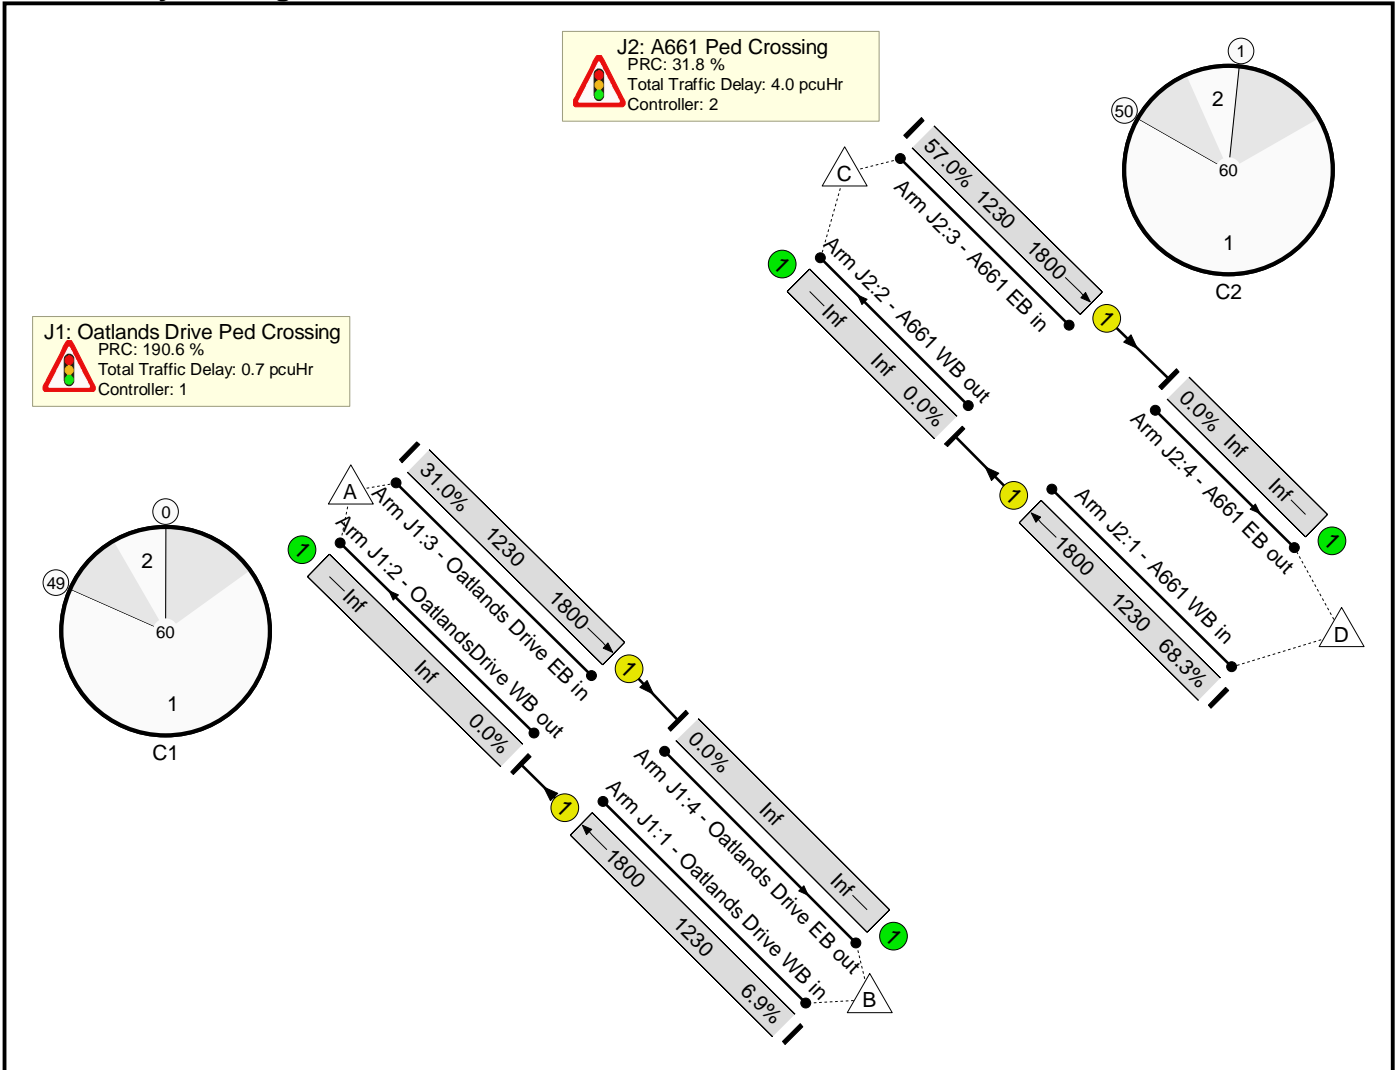 J2: A661 Ped Crossing
PRC: 31.8 %
Total Traffic Delay: 4.0 pcuHr
Controller: 2
1
50
2
60
1
C2
C
57.0% 1230 1800
Arm J2:3 - A661 EB in
1
Arm J2:2 - A661 WB out
1
Inf Inf 0.0%
0.0% Inf Inf
Arm J2:4 - A661 EB out
1
1
Arm J2:1 - A661 WB in
1800 1230 68.3%
D
J1: Oatlands Drive Ped Crossing
PRC: 190.6 %
Total Traffic Delay: 0.7 pcuHr
Controller: 1
0
49
2
60
1
C1
A
31.0% 1230 1800
Arm J1:3 - Oatlands Drive EB in
1
Arm J1:2 - OatlandsDrive WB out
1
Inf Inf 0.0%
0.0% Inf Inf
Arm J1:4 - Oatlands Drive EB out
1
1
Arm J1:1 - Oatlands Drive WB in
1800 1230 6.9%
B